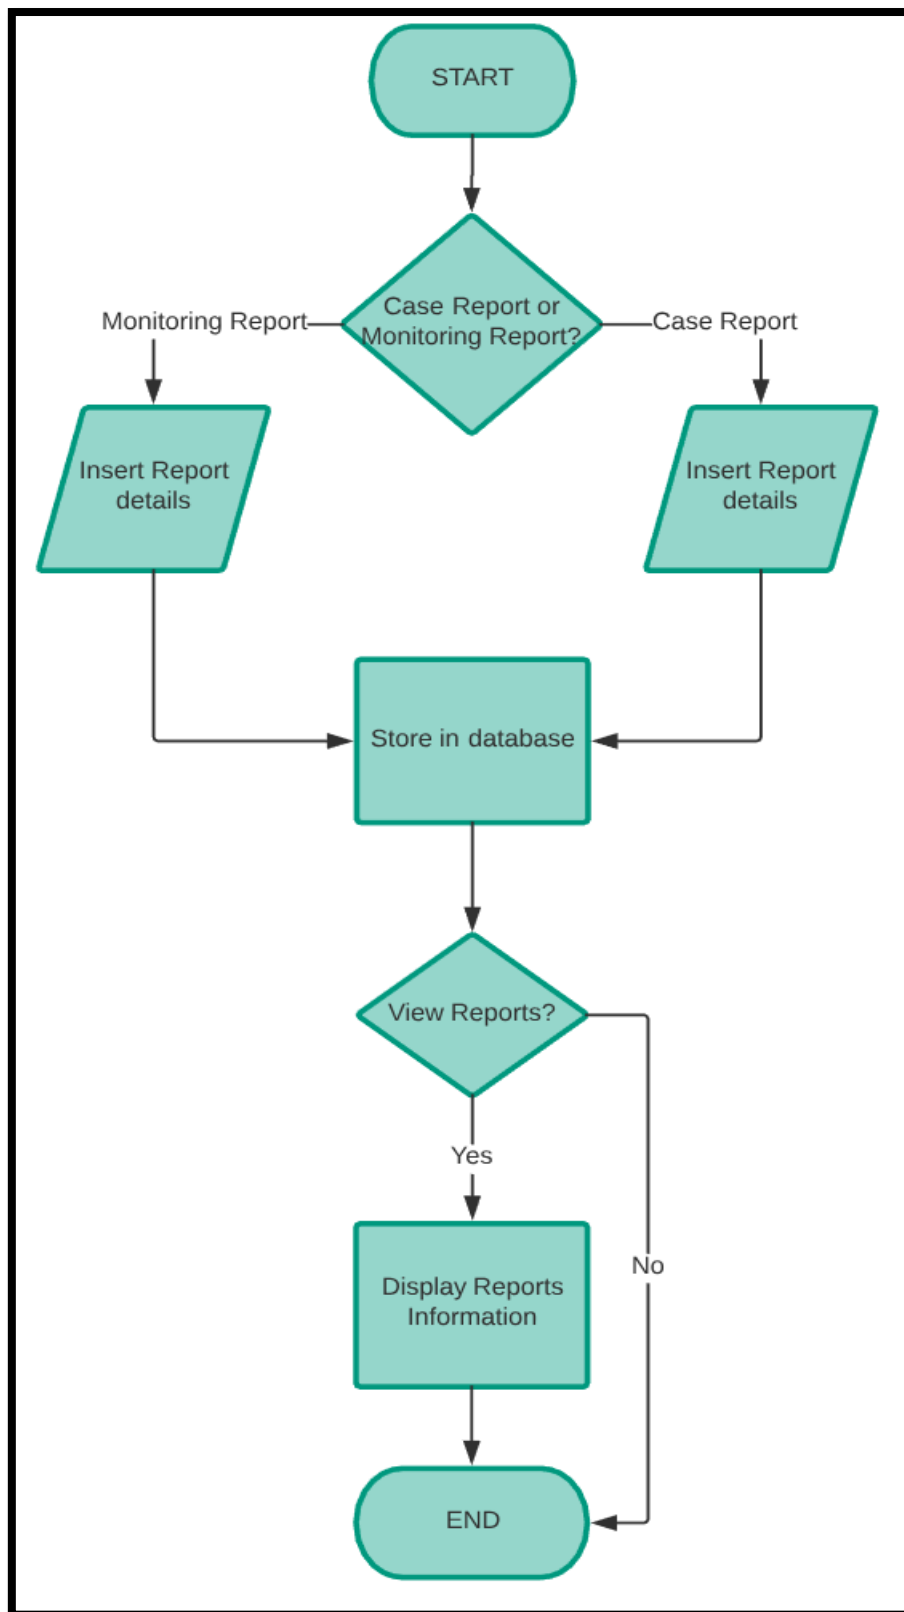 START
Case Report or
Monitoring Report?
Monitoring Report
Case Report
Insert Report
details
Insert Report
details
Store in database
View Reports?
Yes
No
Display Reports
Information
END